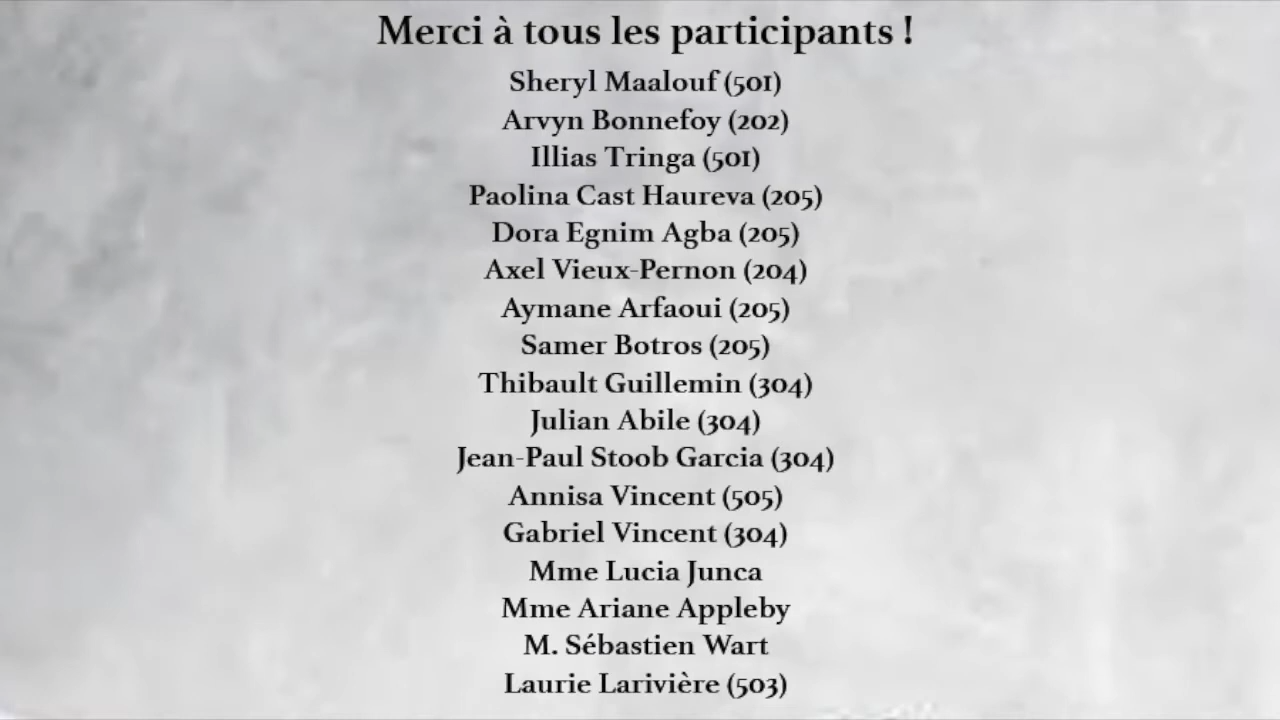 Merci à tous les participants !
Sheryl Maalouf (501)
Arvyn Bonnefoy (202)
Illias Tringa (501)
Paolina Cast Haureva (205)
Dora Egnim Agba (205)
Axel Vieux-Pernon (204)
Aymane Arfaoui (205)
Samer Botros (205)
Thibault Guillemin (304)
Julian Abile (304)
Jean-Paul Stoob Garcia (304)
Annisa Vincent (505)
Gabriel Vincent (304)
Mme Lucia Junca
Mme Ariane Appleby
M. Sébastien Wart
Laurie Larivière (503)